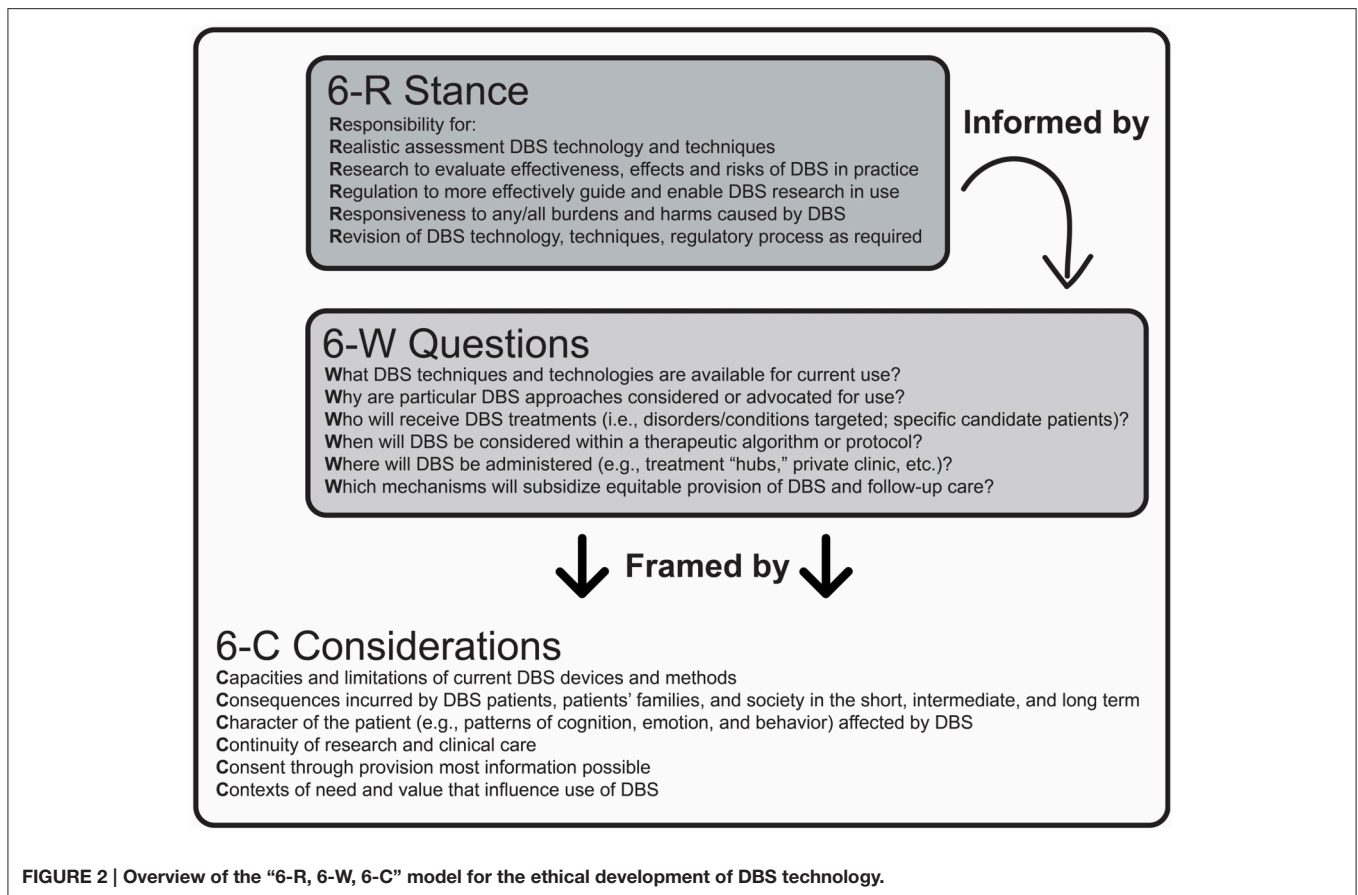 6-R Stance
Responsibility for:
Realistic assessment DBS technology and techniques
Research to evaluate effectiveness, effects and risks of DBS in practice
Regulation to more effectively guide and enable DBS research in use
Responsiveness to any/all burdens and harms caused by DBS
Revision of DBS technology, techniques, regulatory process as required
Informed by
6-W Questions
What DBS techniques and technologies are available for current use?
Why are particular DBS approaches considered or advocated for use?
Who will receive DBS treatments (i.e., disorders/conditions targeted; specific candidate patients)?
When will DBS be considered within a therapeutic algorithm or protocol?
Where will DBS be administered (e.g., treatment “hubs,” private clinic, etc.)?
Which mechanisms will subsidize equitable provision of DBS and follow-up care?
Framed by
6-C Considerations
Capacities and limitations of current DBS devices and methods
Consequences incurred by DBS patients, patients’ families, and society in the short, intermediate, and long term
Character of the patient (e.g., patterns of cognition, emotion, and behavior) affected by DBS
Continuity of research and clinical care
Consent through provision most information possible
Contexts of need and value that influence use of DBS
FIGURE 2 | Overview of the “6-R, 6-W, 6-C” model for the ethical development of DBS technology.